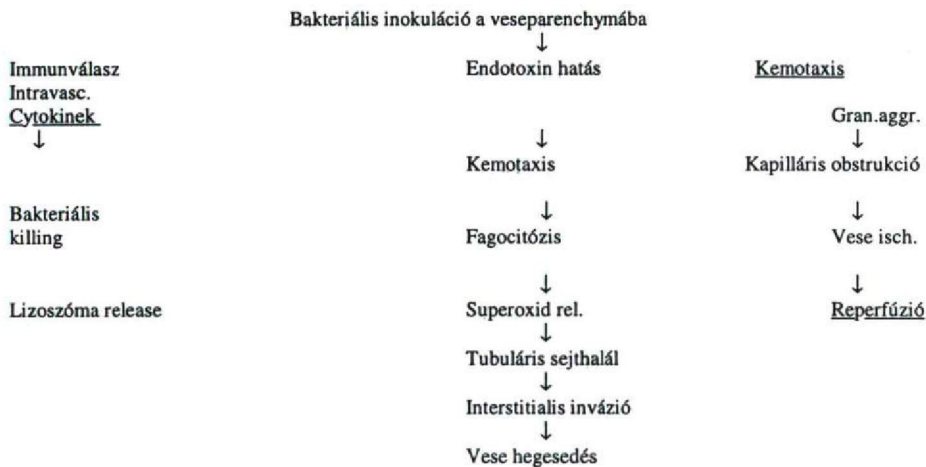 Bakteriális inokuláció a veseparenchymába
↓
Immunválasz Endotoxin hatás Kemotaxis
Intravasc.
Cytokinek Gran.aggr.
↓ ↓ ↓
Kemotaxis Kapilláris obstrukció
Bakteriális ↓ ↓
killing Fagocitózis Vese isch.
↓ ↓
Lizoszóma release Superoxid rel. Reperfúzió
↓
Tubuláris sejthalál
↓
Interstitialis invázió
↓
Vese hegesedés